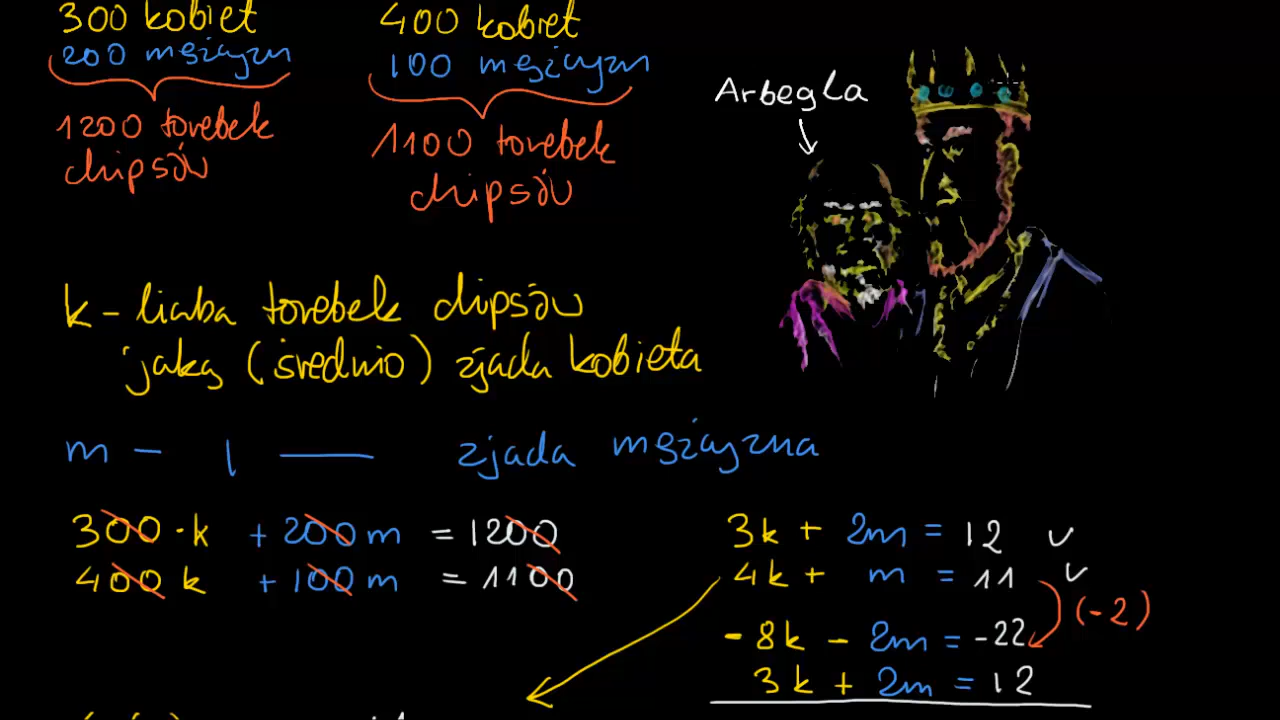 300 kobiet
200 mężczyzn
1200 torebek
chipsów
400 kobiet
100 mężczyzn
1100 torebek
chipsów
Arbegla
k - liczba torebek chipsów
jaką (średnio) zjada kobieta
m - | — zjada mężczyzna
300 · k + 200 m = 1200
400 k + 100 m = 1100
3k + 2m = 12 v
4k + m = 11 v
(-2)
-8k - 2m = -22
3k + 2m = 12